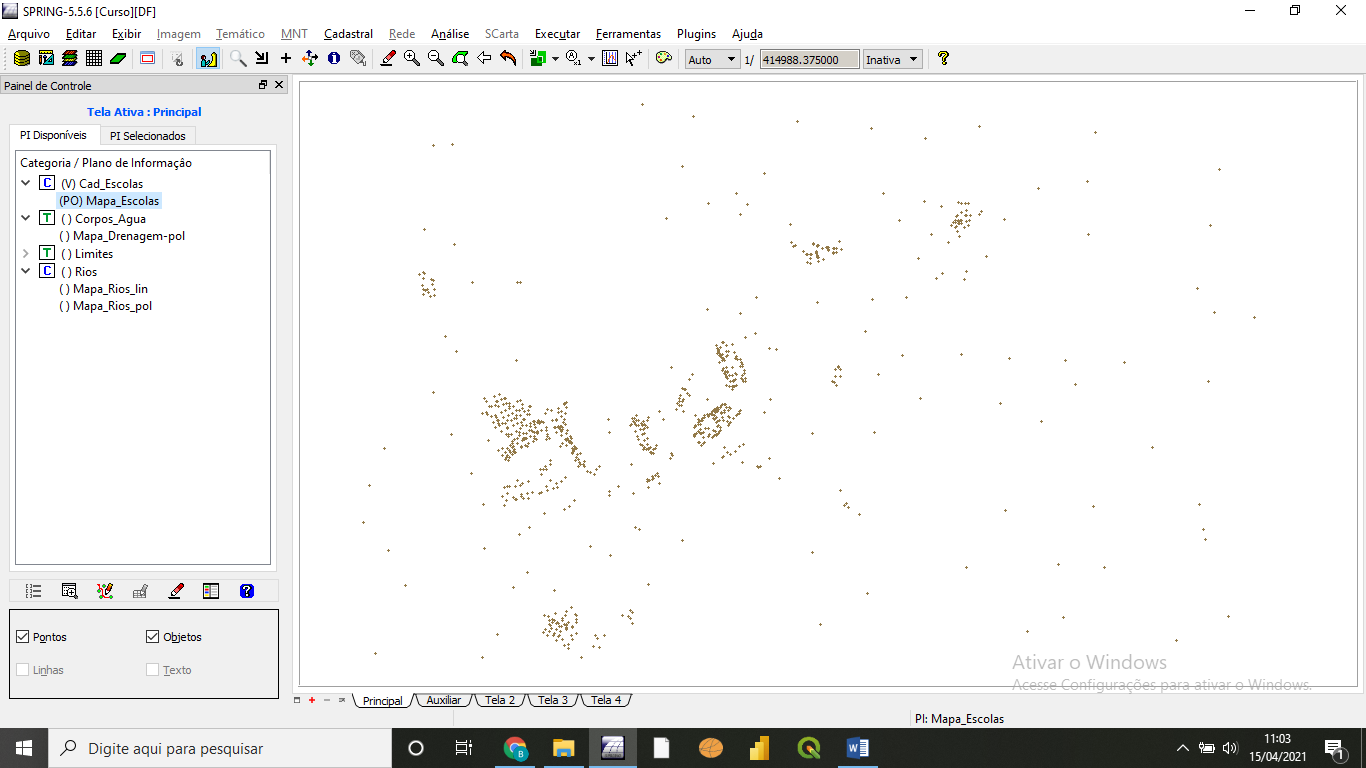 SPRING-5.5.6 [Curso][DF]
Arquivo Editar Exibir Imagem Temático MNT Cadastral Rede Análise SCarta Executar Ferramentas Plugins Ajuda
Auto 1/ 414988.375000 Inativa
Painel de Controle
Tela Ativa : Principal
PI Disponíveis PI Selecionados
Categoria / Plano de Informação
C (V) Cad_Escolas
(PO) Mapa_Escolas
T ( ) Corpos_Agua
( ) Mapa_Drenagem-pol
T ( ) Limites
C ( ) Rios
( ) Mapa_Rios_lin
( ) Mapa_Rios_pol
Pontos Objetos
Linhas Texto
Ativar o Windows
Acesse Configurações para ativar o Windows.
Principal Auxiliar Tela 2 Tela 3 Tela 4
PI: Mapa_Escolas
Digite aqui para pesquisar
11:03
15/04/2021
1